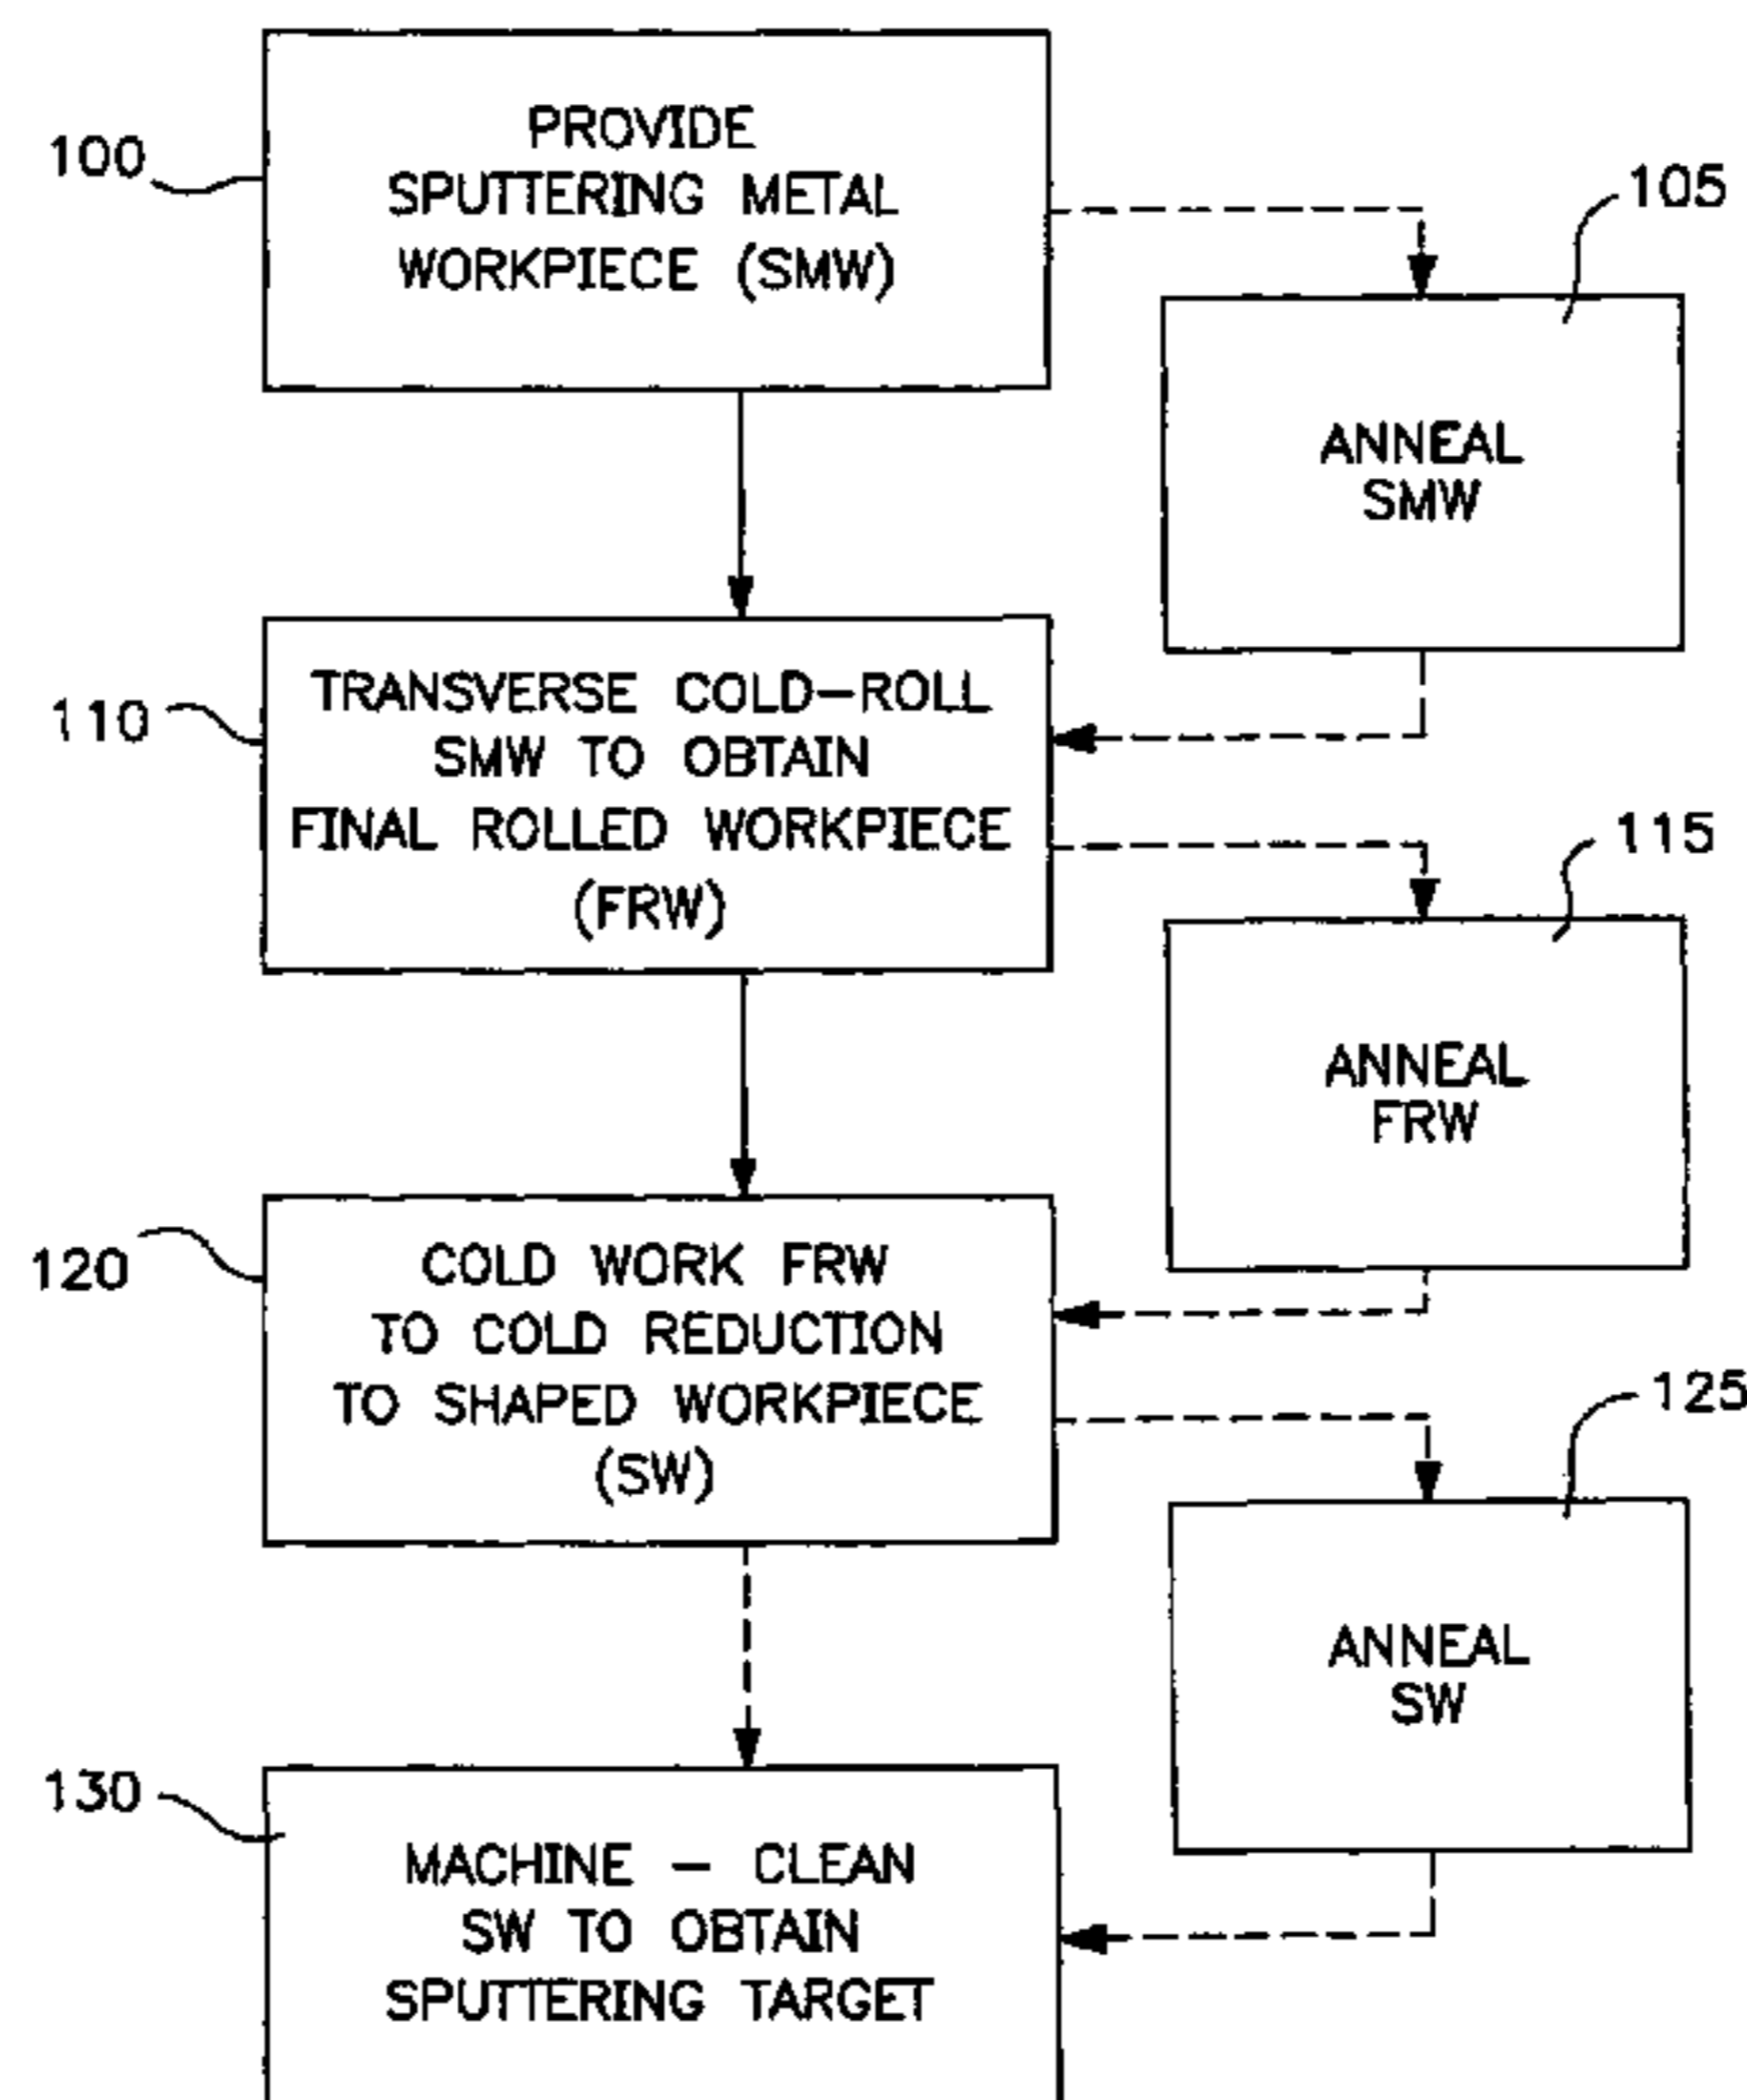 100
PROVIDE
SPUTTERING METAL
WORKPIECE (SMW)
105
ANNEAL
SMW
110
TRANSVERSE COLD-ROLL
SMW TO OBTAIN
FINAL ROLLED WORKPIECE
(FRW)
115
ANNEAL
FRW
120
COLD WORK FRW
TO COLD REDUCTION
TO SHAPED WORKPIECE
(SW)
125
ANNEAL
SW
130
MACHINE - CLEAN
SW TO OBTAIN
SPUTTERING TARGET